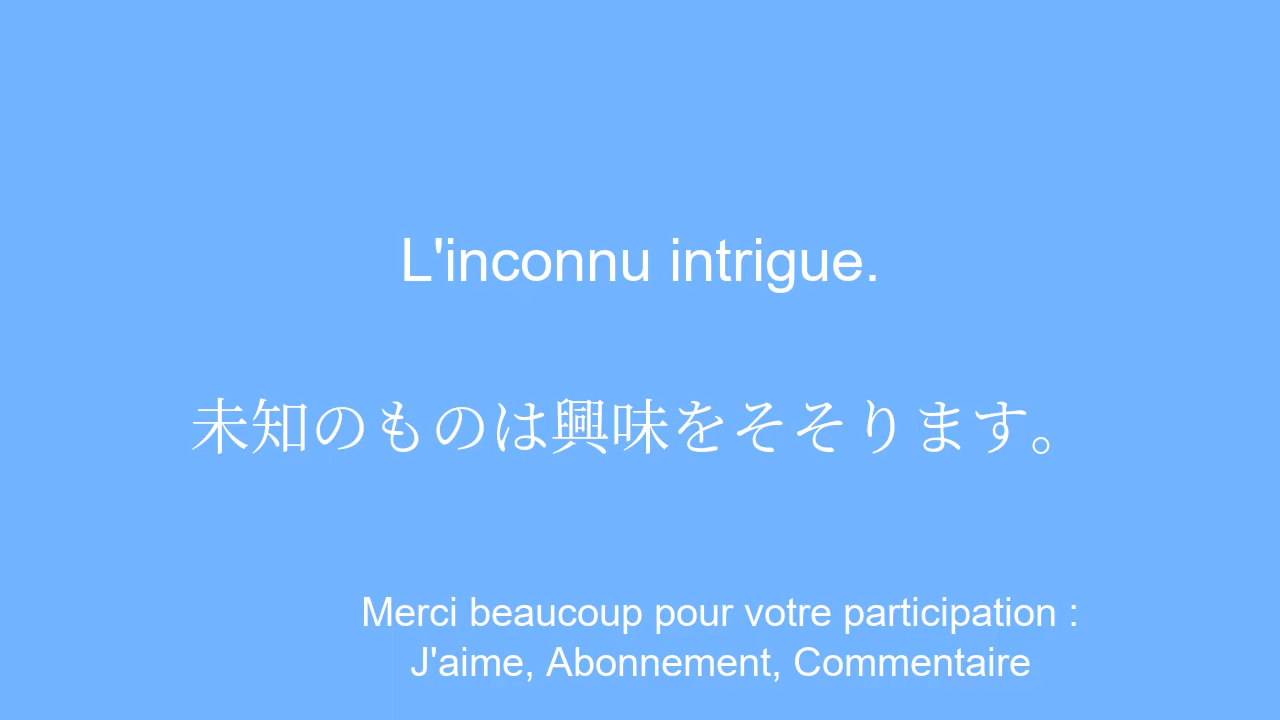 L'inconnu intrigue.
未知のものは興味をそそります。
Merci beaucoup pour votre participation :
J'aime, Abonnement, Commentaire